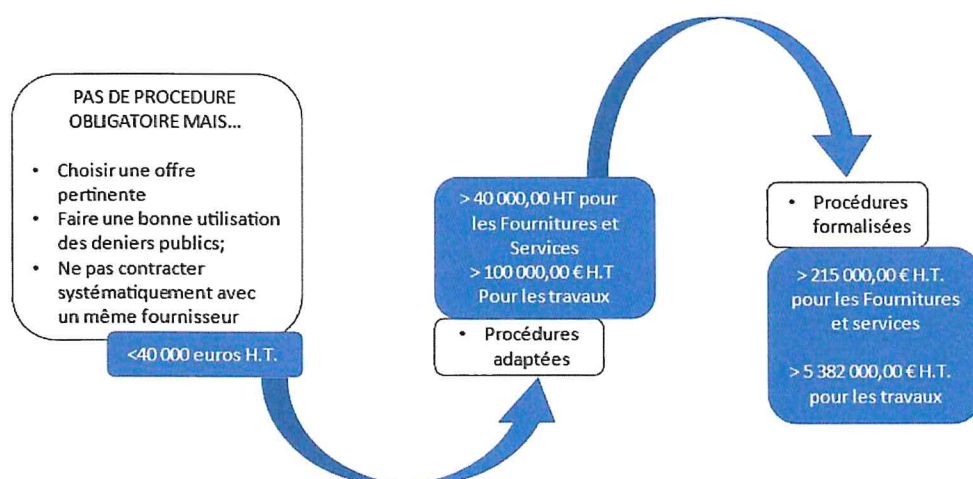 PAS DE PROCEDURE
OBLIGATOIRE MAIS...
• Choisir une offre
pertinente
• Faire une bonne utilisation
des deniers publics;
• Ne pas contracter
systématiquement avec
un même fournisseur
<40 000 euros H.T.
> 40 000,00 HT pour
les Fournitures et
Services
> 100 000,00 € H.T
Pour les travaux
• Procédures
adaptées
• Procédures
formalisées
> 215 000,00 € H.T.
pour les Fournitures
et services
> 5 382 000,00 € H.T.
pour les travaux